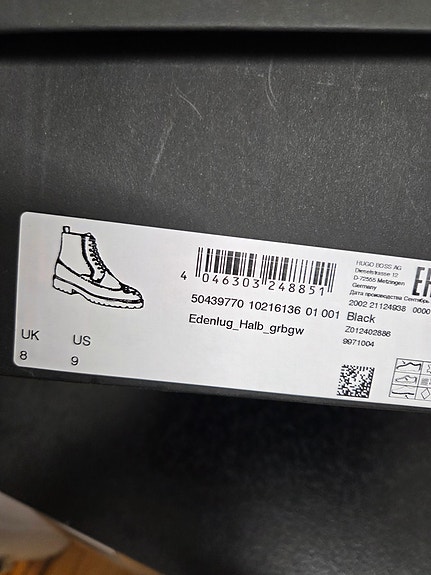 HUGO BOSS AG
Dieselstrasse 12
D-72555 Metzingen
Germany
Дата производства Сентябрь
2002 21124938 0000
4 046303 248851
50439770 10216136 01 001 Black
Edenlug_Halb_grbgw
Z012402886
9971004
UK US
8 9